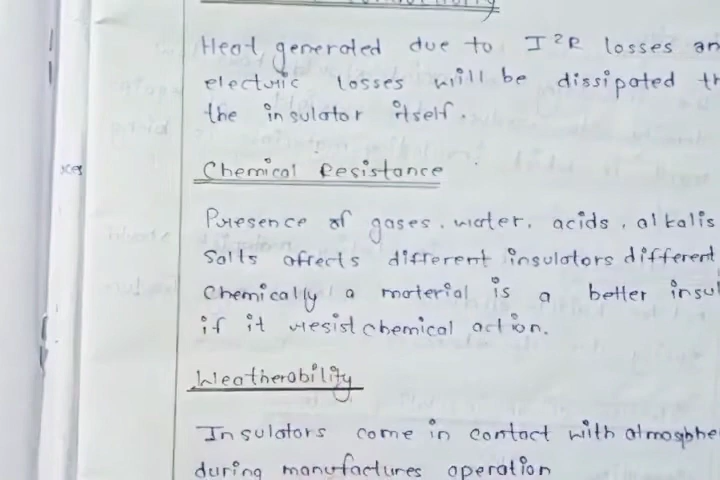 Heat generated due to I²R losses an
electric losses will be dissipated th
the insulator itself.
Chemical Resistance
Presence of gases, water, acids, alkalis
Salts affects different insulators different
Chemically a material is a better insul
if it resist chemical action.
Weatherability
Insulators come in contact with atmosphe
during manufactures operation